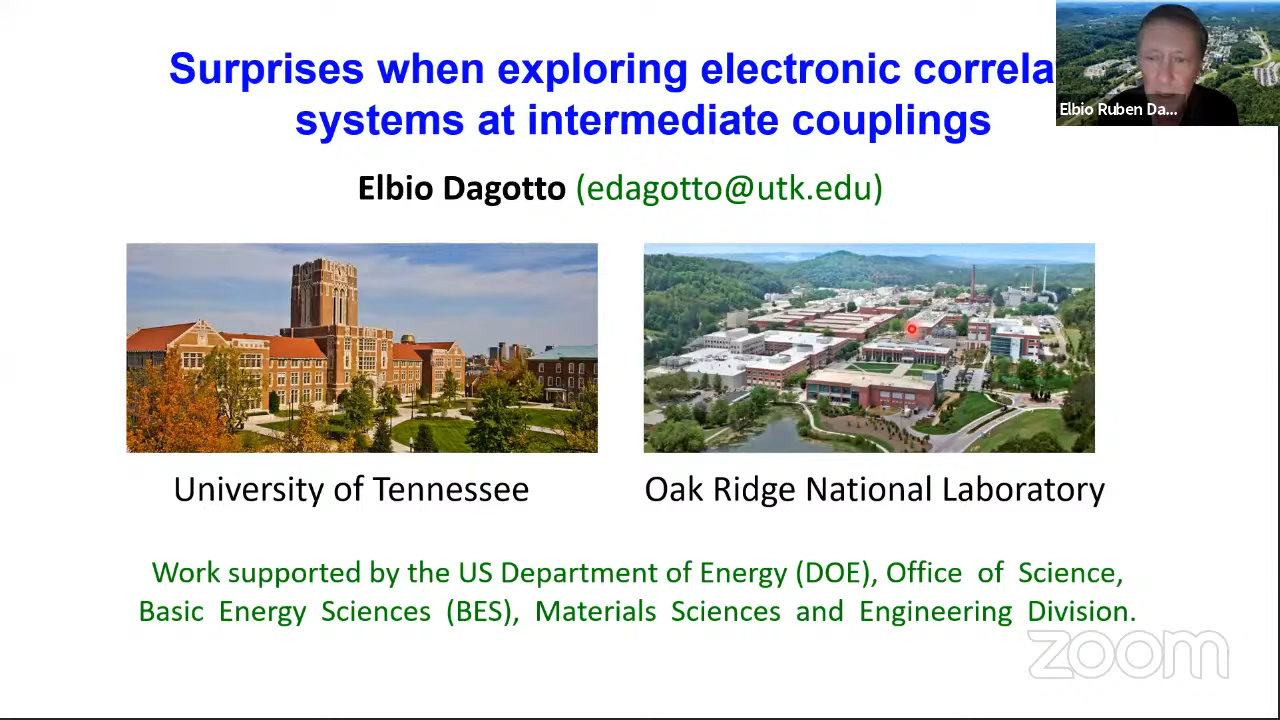 Surprises when exploring electronic correla
systems at intermediate couplings
Elbio Ruben Da...
Elbio Dagotto (edagotto@utk.edu)
University of Tennessee
Oak Ridge National Laboratory
Work supported by the US Department of Energy (DOE), Office of Science,
Basic Energy Sciences (BES), Materials Sciences and Engineering Division.
zoom